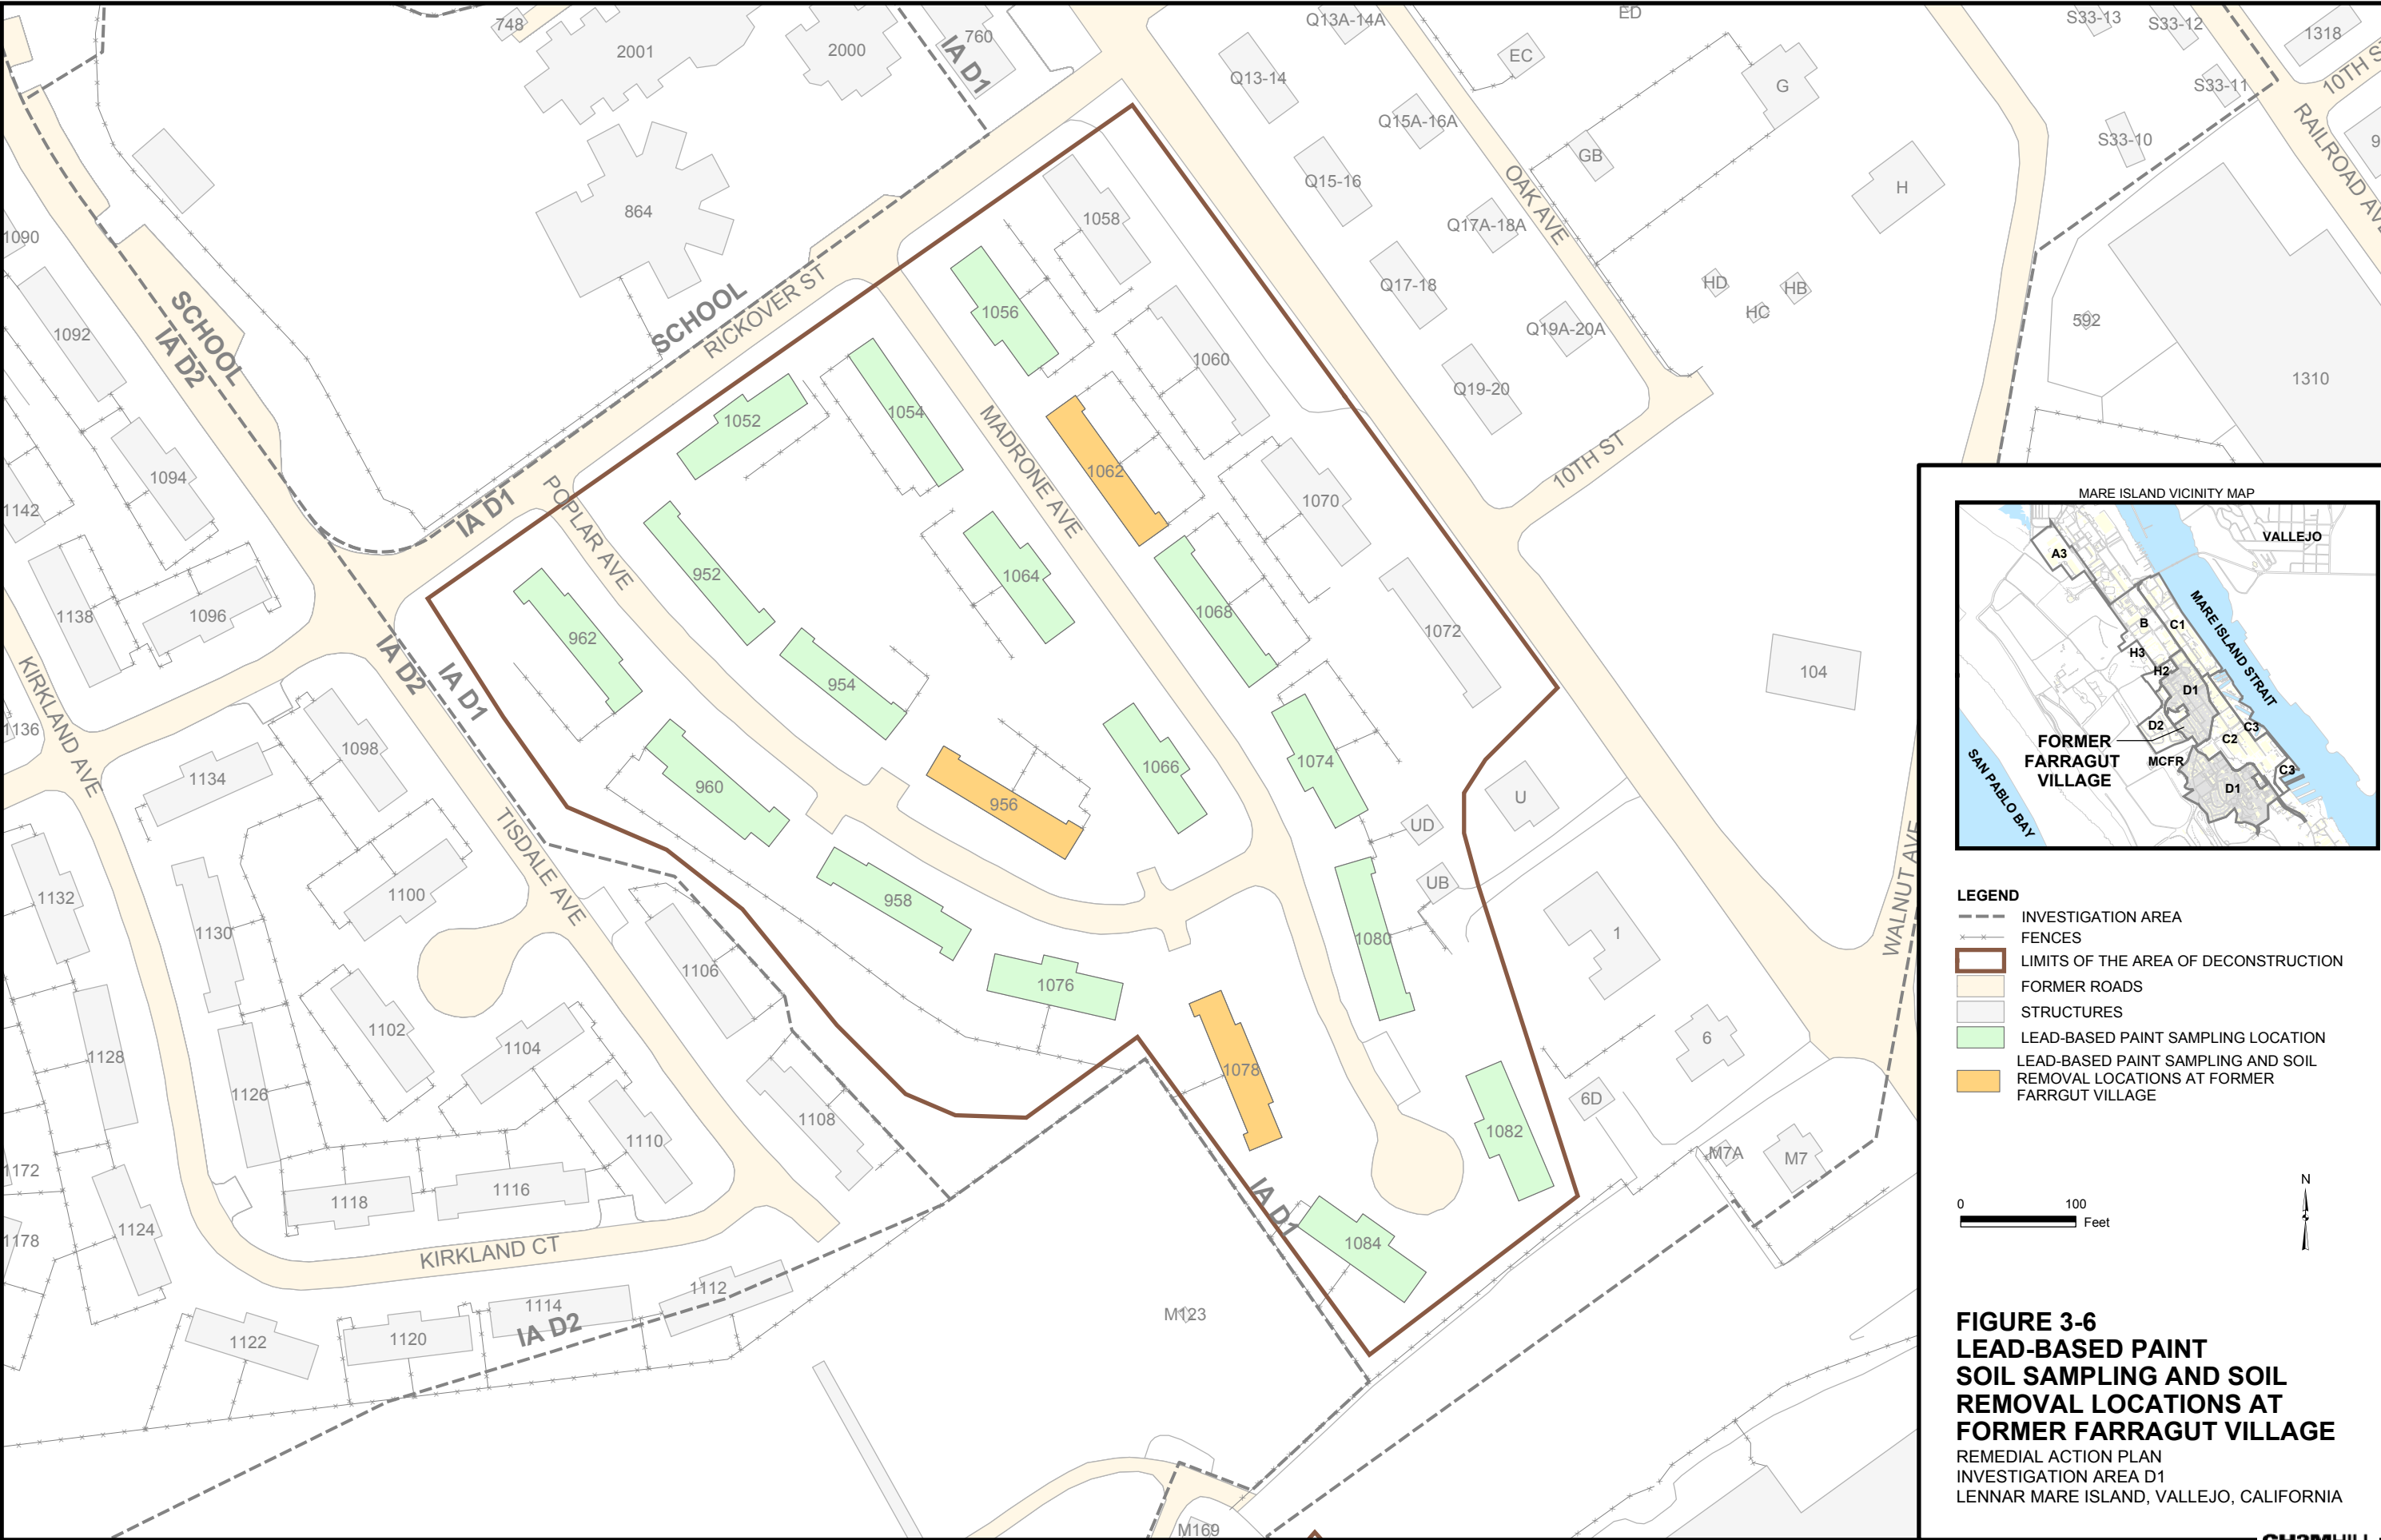 748
2001
2000
760
IA D1
Q13A-14A
ED
EC
S33-13
S33-12
1318
10TH S
Q13-14
G
S33-11
Q15A-16A
GB
S33-10
RAILROAD AV
9
864
Q15-16
OAK AVE
H
1058
Q17A-18A
1090
SCHOOL
IA D2
1092
SCHOOL
RICKOVER ST
1056
Q17-18
HD
HB
HC
Q19A-20A
592
1060
1310
Q19-20
1052
1054
MADRONE AVE
1062
1094
10TH ST
1070
1142
IA D1
POPLAR AVE
952
1064
1068
1138
1096
962
1072
IA D2
IA D1
KIRKLAND AVE
954
104
1136
1098
1134
960
956
1066
1074
U
UD
TISDALE AVE
1132
1100
958
UB
1130
1080
1
WALNUT AVE
1106
1076
1102
1104
1128
1078
6
1126
6D
1108
1110
1082
M7A
M7
1172
1118
1116
1124
1178
IA D1
1084
KIRKLAND CT
1112
1114
IA D2
1122
1120
M123
M169
MARE ISLAND VICINITY MAP
VALLEJO
A3
MARE ISLAND STRAIT
B
C1
H3
H2
D1
D2
C3
C2
FORMER
FARRAGUT
VILLAGE
MCFR
SAN PABLO BAY
C3
D1
LEGEND
INVESTIGATION AREA
FENCES
LIMITS OF THE AREA OF DECONSTRUCTION
FORMER ROADS
STRUCTURES
LEAD-BASED PAINT SAMPLING LOCATION
LEAD-BASED PAINT SAMPLING AND SOIL
REMOVAL LOCATIONS AT FORMER
FARRGUT VILLAGE
N
0 100
Feet
FIGURE 3-6
LEAD-BASED PAINT
SOIL SAMPLING AND SOIL
REMOVAL LOCATIONS AT
FORMER FARRAGUT VILLAGE
REMEDIAL ACTION PLAN
INVESTIGATION AREA D1
LENNAR MARE ISLAND, VALLEJO, CALIFORNIA